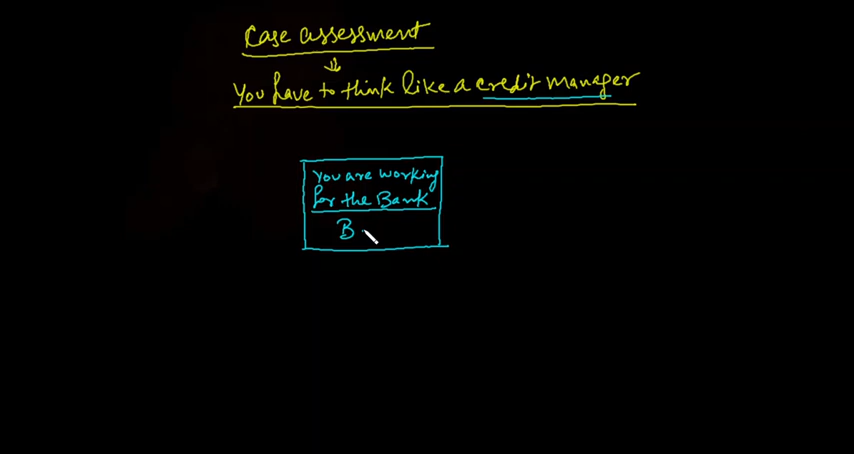 Case assessment
You have to think like a credit manager
You are working
for the Bank
B